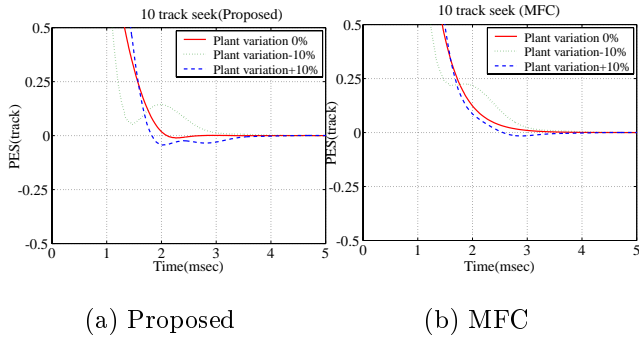 10 track seek(Proposed)
0.5
0.25
0
-0.25
-0.5
PES(track)
Plant variation 0%
Plant variation-10%
Plant variation+10%
0 1 2 3 4 5
Time(msec)
(a) Proposed
10 track seek (MFC)
0.5
0.25
0
-0.25
-0.5
PES(track)
Plant variation 0%
Plant variation-10%
Plant variation+10%
0 1 2 3 4 5
Time(msec)
(b) MFC